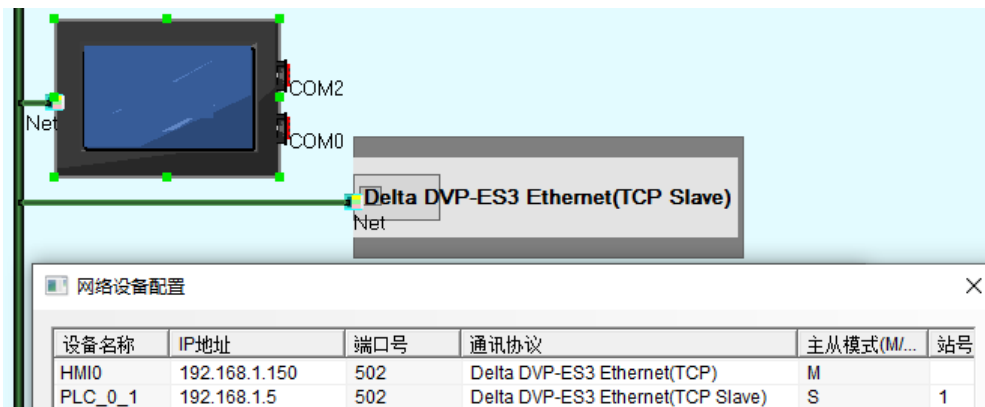 COM2
Net
COM0
Delta DVP-ES3 Ethernet(TCP Slave)
Net
网络设备配置
设备名称 IP地址 端口号 通讯协议 主从模式(M/... 站号
HMI0 192.168.1.150 502 Delta DVP-ES3 Ethernet(TCP) M
PLC_0_1 192.168.1.5 502 Delta DVP-ES3 Ethernet(TCP Slave) S 1